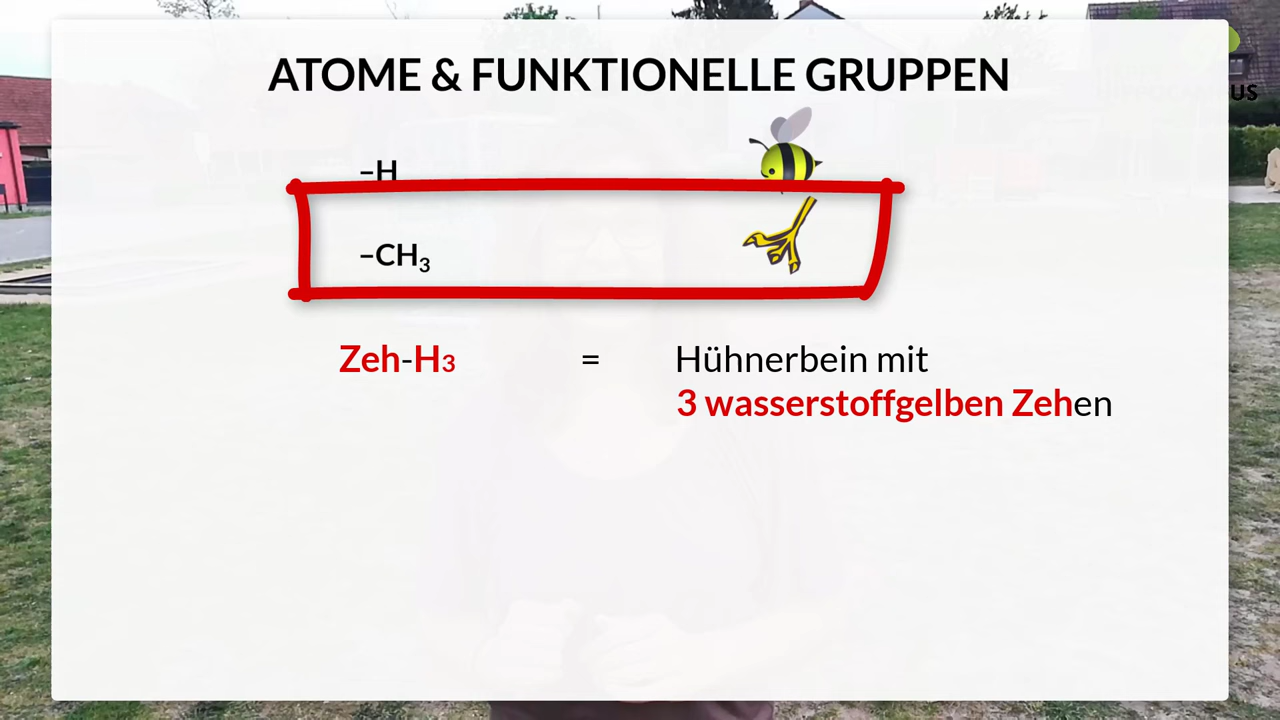 ATOME & FUNKTIONELLE GRUPPEN
–H
–CH₃
Zeh-H₃ = Hühnerbein mit
3 wasserstoffgelben Zehen